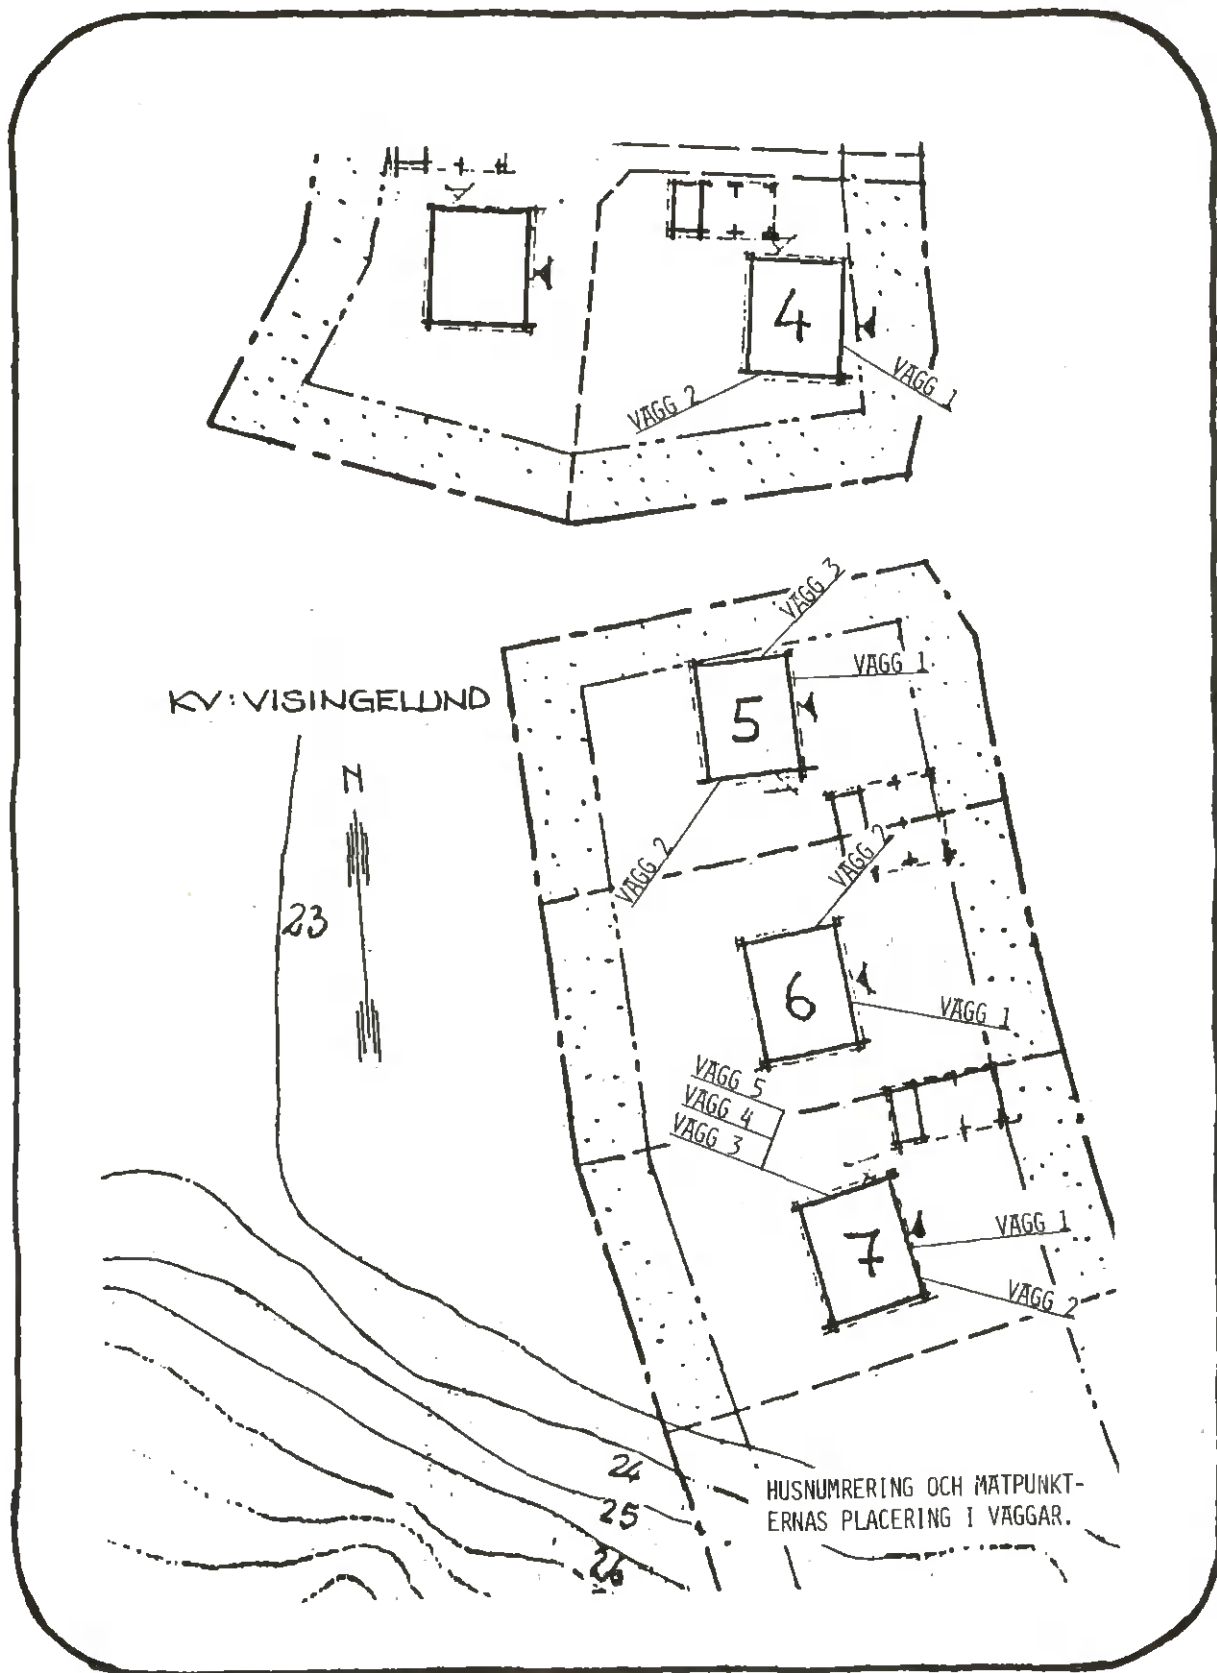 4
VÄGG 1
VÄGG 2
VÄGG 3
VÄGG 1
5
KV: VISINGELUND
N
VÄGG 2
VÄGG 2
23
6
VÄGG 1
VÄGG 5
VÄGG 4
VÄGG 3
7
VÄGG 1
VÄGG 2
24
25
26
HUSNUMRERING OCH MÄTPUNKT-
ERNAS PLACERING I VÄGGAR.